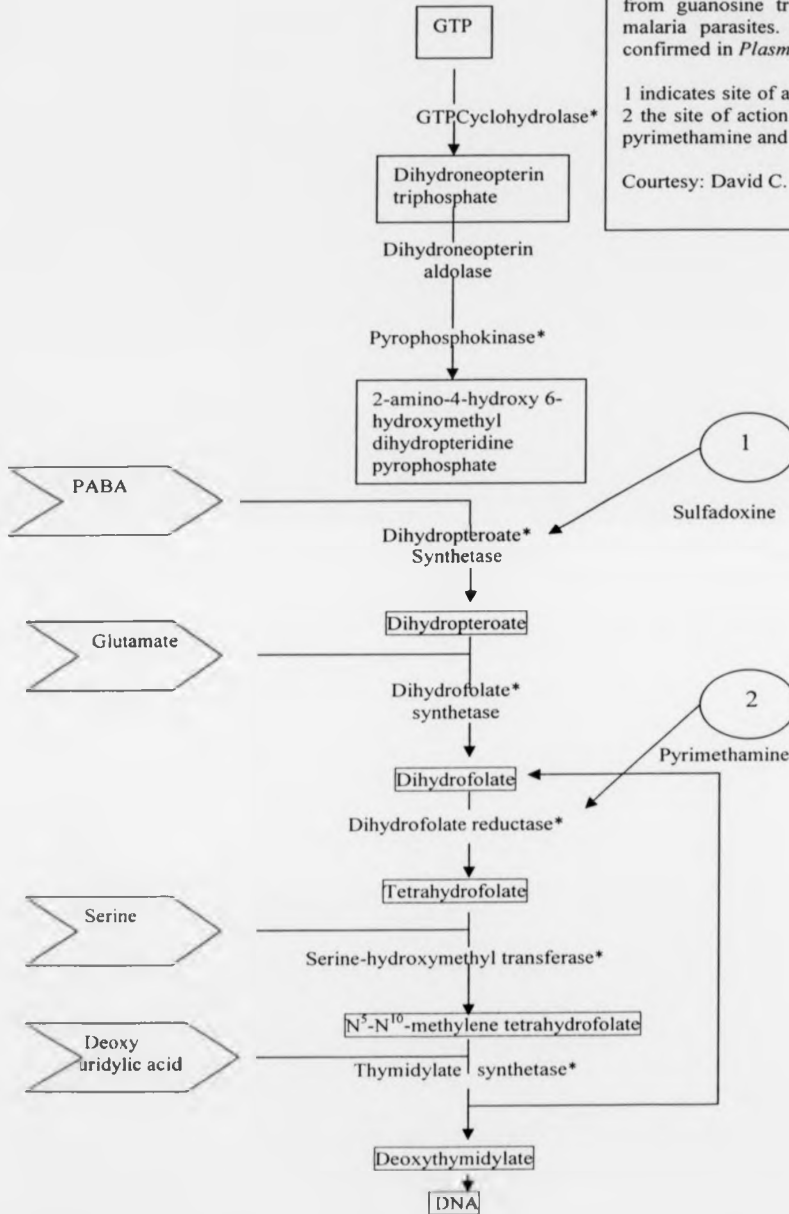 GTP
from guanosine tr
malaria parasites.
confirmed in Plasm
1 indicates site of a
2 the site of action
pyrimethamine and
Courtesy: David C.
GTPCyclohydrolase*
Dihydroneopterin
triphosphate
Dihydroneopterin
aldolase
Pyrophosphokinase*
2-amino-4-hydroxy 6-
hydroxymethyl
dihydropteridine
pyrophosphate
1
Sulfadoxine
PABA
Dihydropteroate*
Synthetase
Dihydropteroate
Glutamate
Dihydrofolate*
synthetase
2
Pyrimethamine
Dihydrofolate
Dihydrofolate reductase*
Tetrahydrofolate
Serine
Serine-hydroxymethyl transferase*
N⁵-N¹⁰-methylene tetrahydrofolate
Deoxy
uridylic acid
Thymidylate synthetase*
Deoxythymidylate
DNA